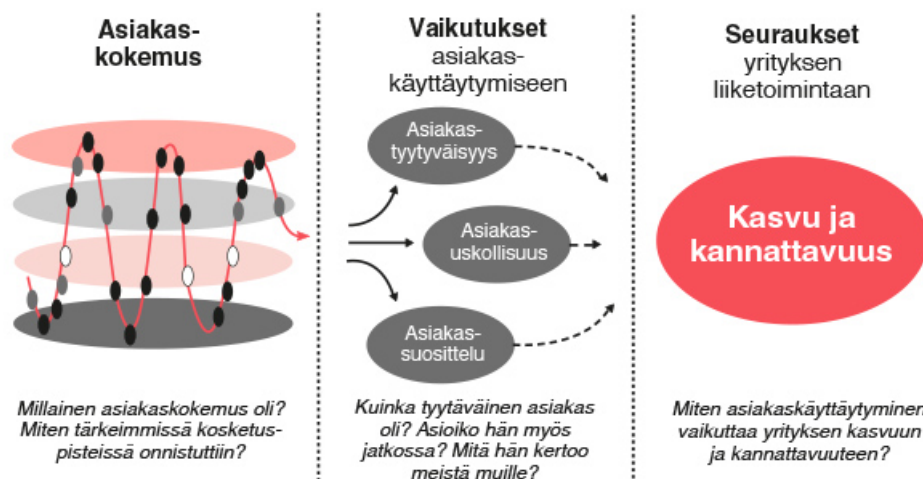 Asiakas-
kokemus
Millainen asiakaskokemus oli?
Miten tärkeimmissä kosketus-
pisteissä onnistuttiin?
Vaikutukset
asiakas-
käyttäytymiseen
Asiakas-
tyytyväisyys
Asiakas-
uskollisuus
Asiakas-
suosittelu
Kuinka tyytäväinen asiakas
oli? Asioiko hän myös
jatkossa? Mitä hän kertoo
meistä muille?
Seuraukset
yrityksen
liiketoimintaan
Kasvu ja
kannattavuus
Miten asiakaskäyttäytyminen
vaikuttaa yrityksen kasvuun
ja kannattavuuteen?